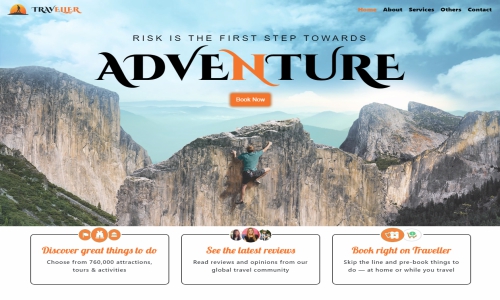 TRAVELLER
Home About Services Others Contact
RISK IS THE FIRST STEP TOWARDS
ADVENTURE
Book Now
Discover great things to do
Choose from 760,000 attractions,
tours & activities
See the latest reviews
Read reviews and opinions from our
global travel community
Book right on Traveller
Skip the line and pre-book things to
do — at home or while you travel